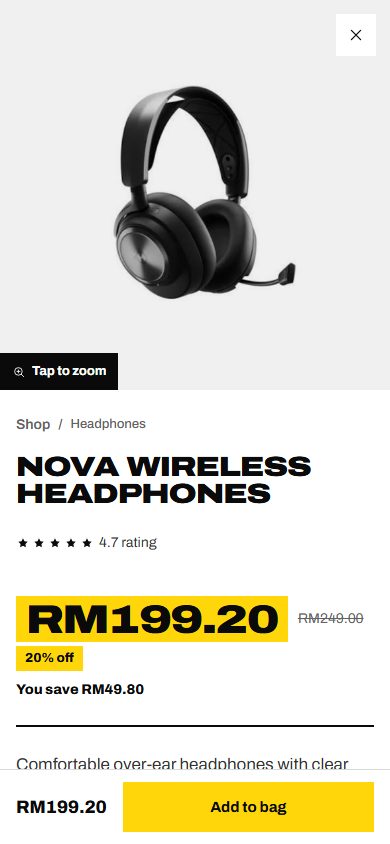 Tap to zoom
Shop / Headphones
NOVA WIRELESS
HEADPHONES
4.7 rating
RM199.20 RM249.00
20% off
You save RM49.80
Comfortable over-ear headphones with clear
RM199.20 Add to bag